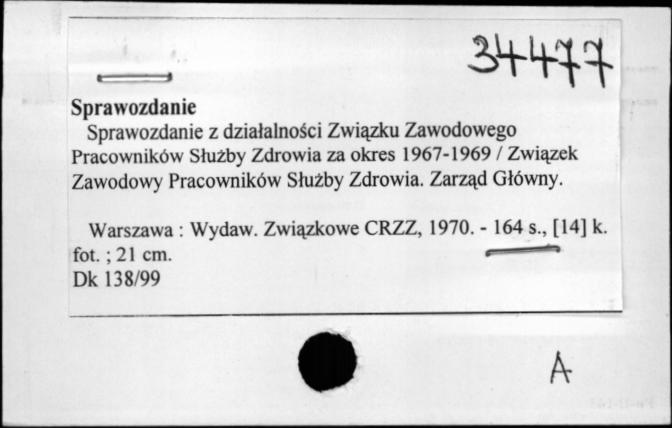 34477
Sprawozdanie
Sprawozdanie z działalności Związku Zawodowego
Pracowników Służby Zdrowia za okres 1967-1969 / Związek
Zawodowy Pracowników Służby Zdrowia. Zarząd Główny.
Warszawa : Wydaw. Związkowe CRZZ, 1970. - 164 s., [14] k.
fot. ; 21 cm.
Dk 138/99
A